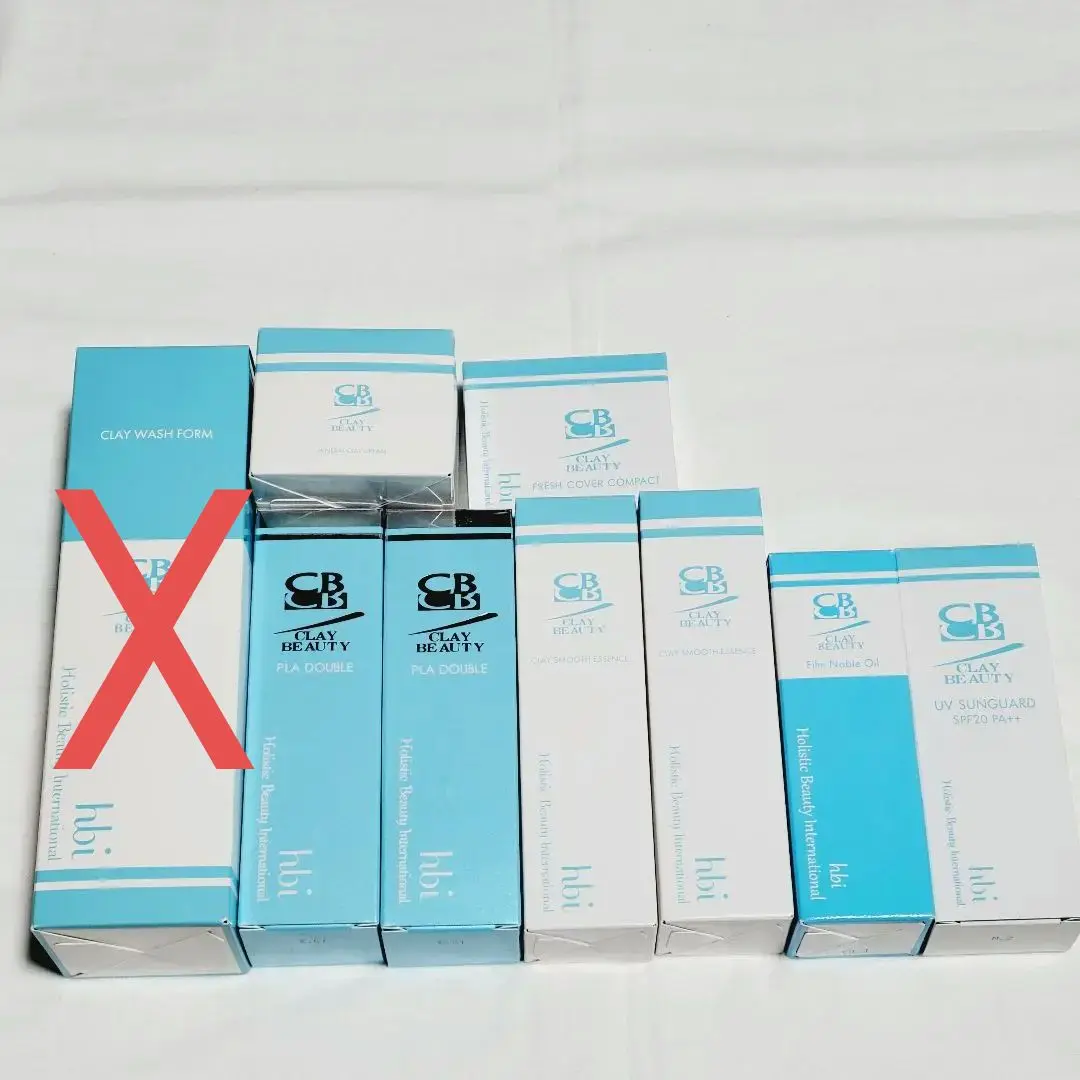 CLAY WASH FORM
Holistic Beauty International
hbi
CB
CLAY
BEAUTY
CB
CLAY
BEAUTY
FRESH COVER COMPACT
Holistic Beauty International
hbi
CB
CLAY
BEAUTY
PLA DOUBLE
Holistic Beauty International
hbi
CB
CLAY
BEAUTY
PLA DOUBLE
Holistic Beauty International
hbi
CB
CLAY
BEAUTY
CLAY SMOOTH ESSENCE
Holistic Beauty International
hbi
CB
CLAY
BEAUTY
CLAY SMOOTH ESSENCE
Holistic Beauty International
hbi
CB
CLAY
BEAUTY
Film Noble Oil
Holistic Beauty International
hbi
CB
CLAY
BEAUTY
UV SUNGUARD
SPF20 PA++
Holistic Beauty International
hbi